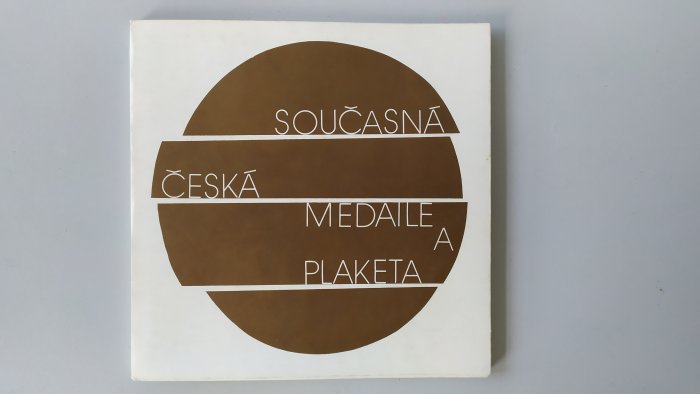 SOUČASNÁ
ČESKÁ
MEDAILE
A
PLAKETA